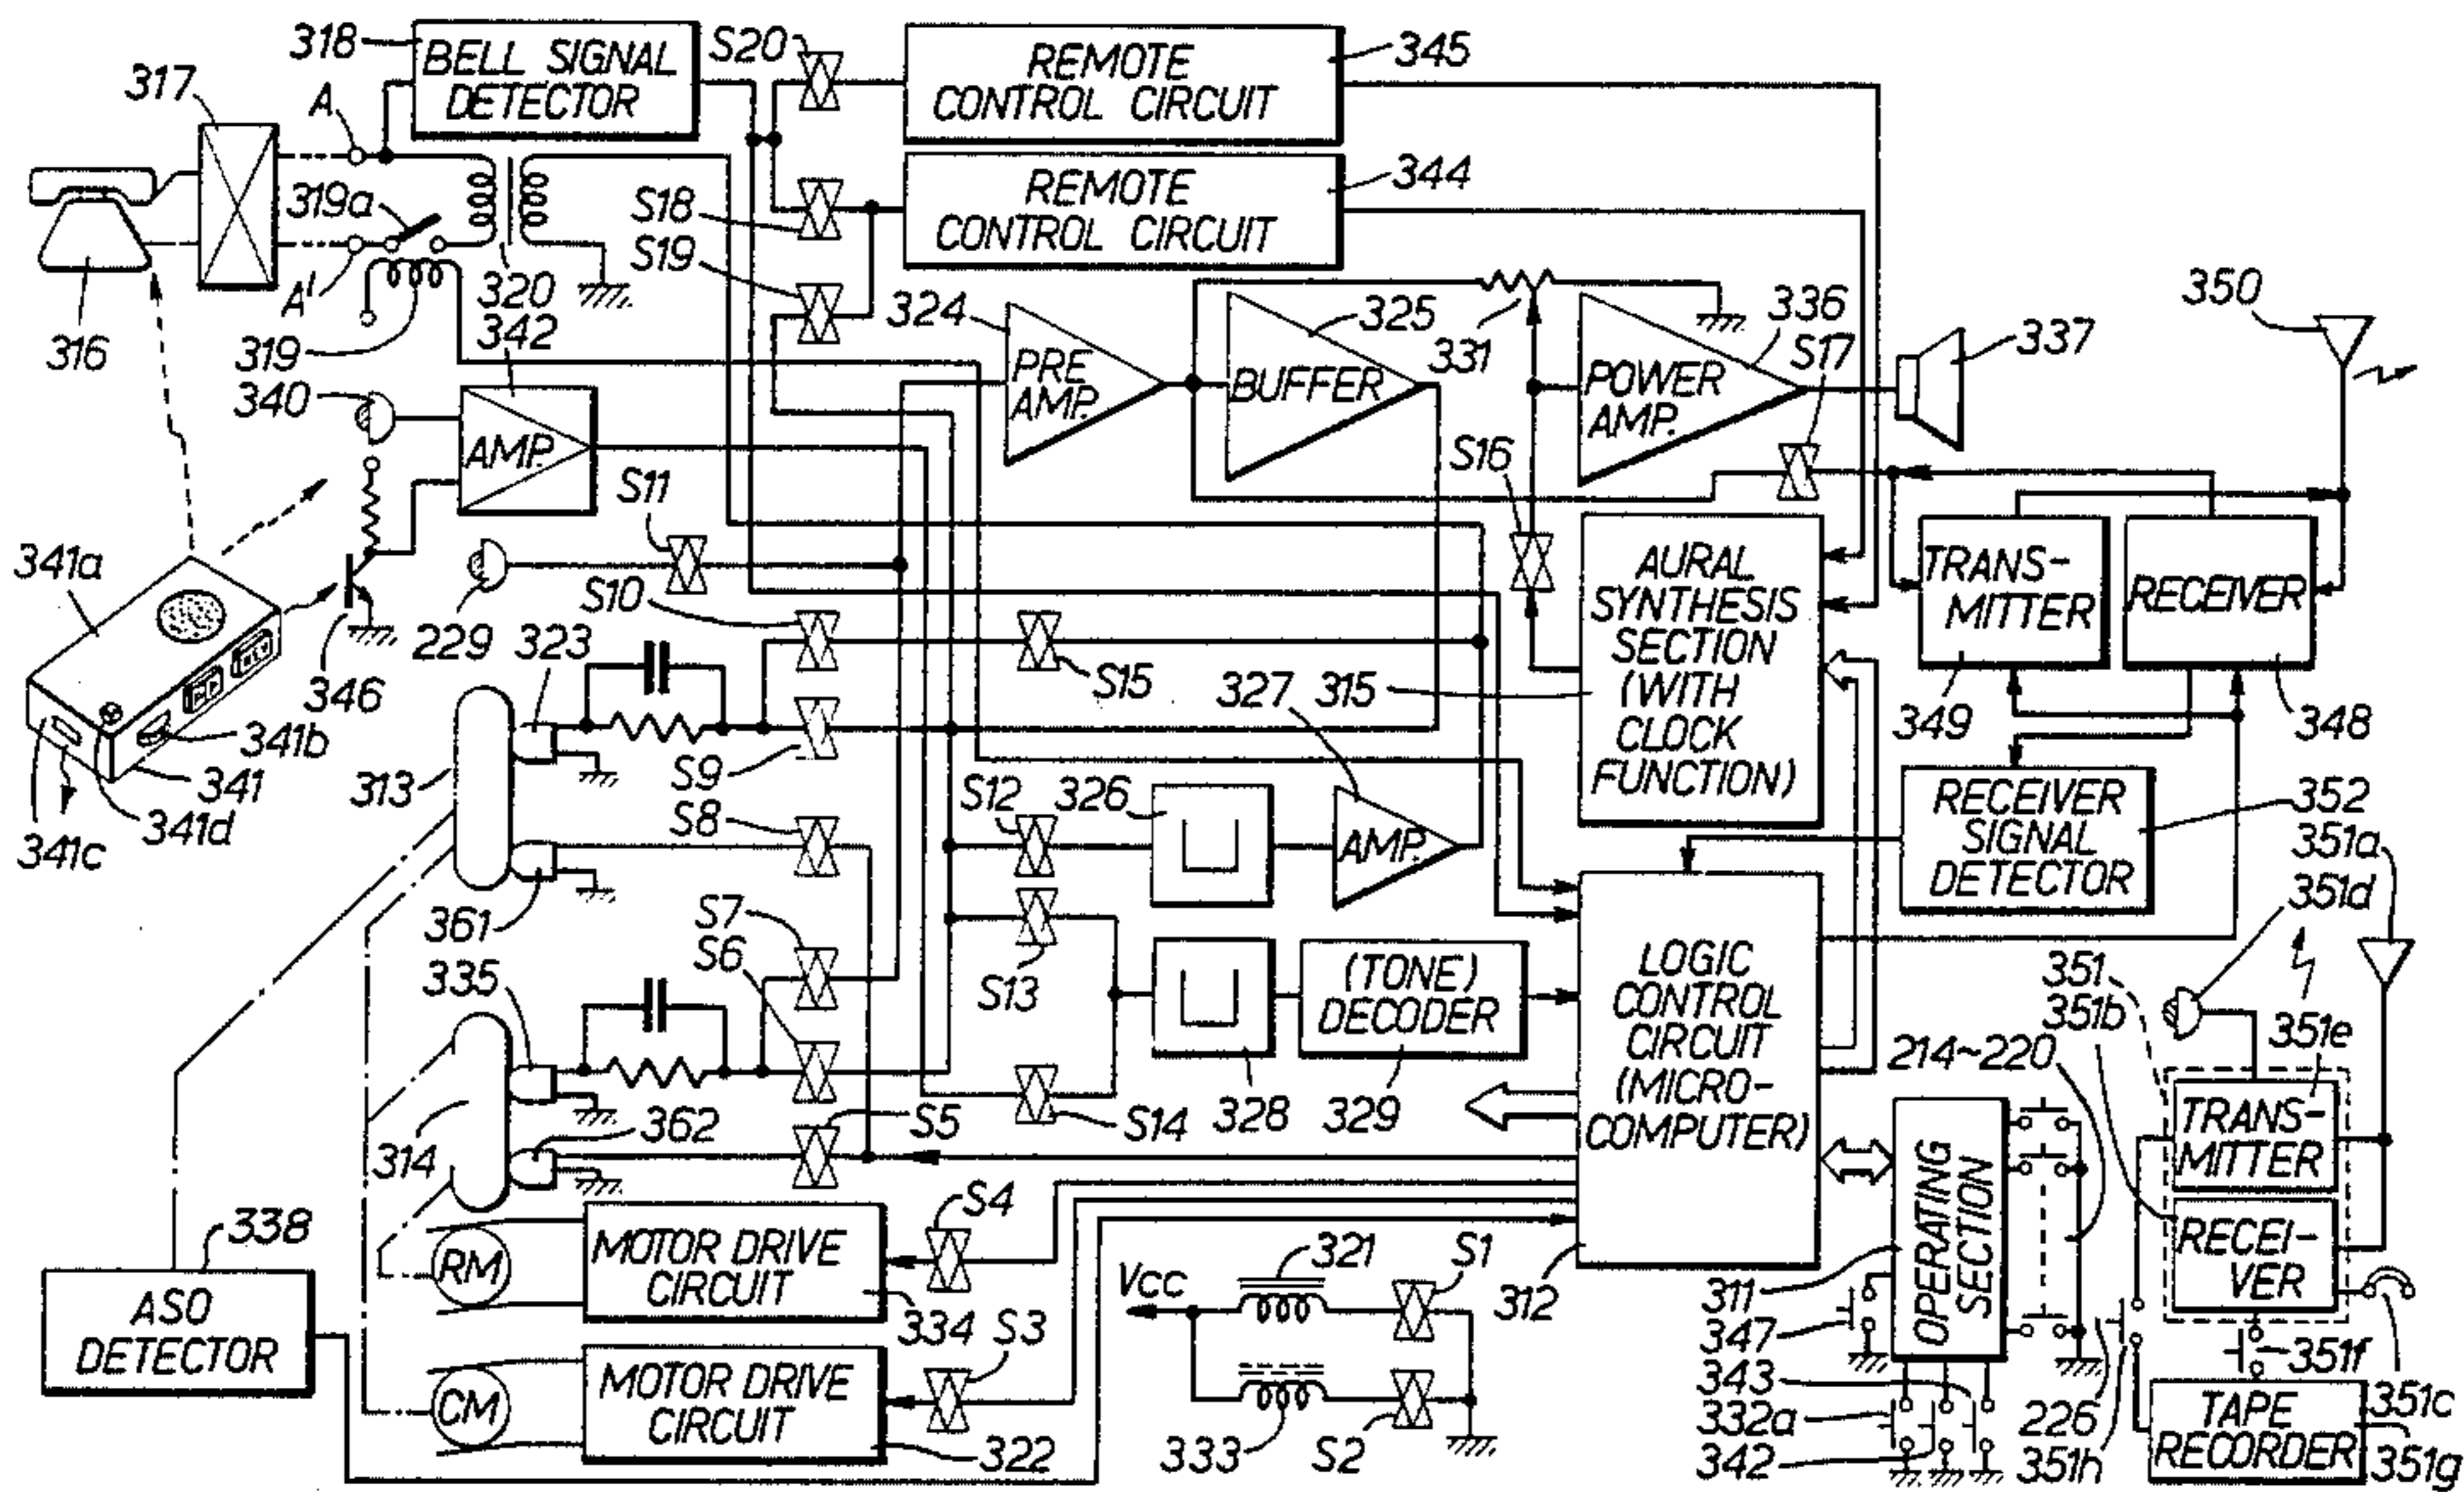 318
BELL SIGNAL
DETECTOR
S20
REMOTE
CONTROL CIRCUIT
345
317
A
319a
S18
S19
REMOTE
CONTROL CIRCUIT
344
A'
316
319
320
342
340
AMP.
324
PRE
AMP.
325
BUFFER
331
336
POWER
AMP.
S17
337
350
S16
S11
341a
229
323
S10
S15
346
341b
341
341d
341c
313
S9
S8
361
S12
326
327
AMP.
315
AURAL
SYNTHESIS
SECTION
(WITH
CLOCK
FUNCTION)
TRANS-
MITTER
RECEIVER
349
348
RECEIVER
SIGNAL
DETECTOR
352
351a
351d
S7
S6
S13
335
(TONE)
DECODER
328
329
S14
LOGIC
CONTROL
CIRCUIT
(MICRO-
COMPUTER)
312
351
351b
351e
214~220
TRANS-
MITTER
RECEI-
VER
314
362
S5
338
ASO
DETECTOR
RM
MOTOR DRIVE
CIRCUIT
334
S4
CM
MOTOR DRIVE
CIRCUIT
322
S3
Vcc
321
S1
333
S2
OPERATING
SECTION
311
347
343
332a
342
226
351h
351f
351c
TAPE
RECORDER
351g